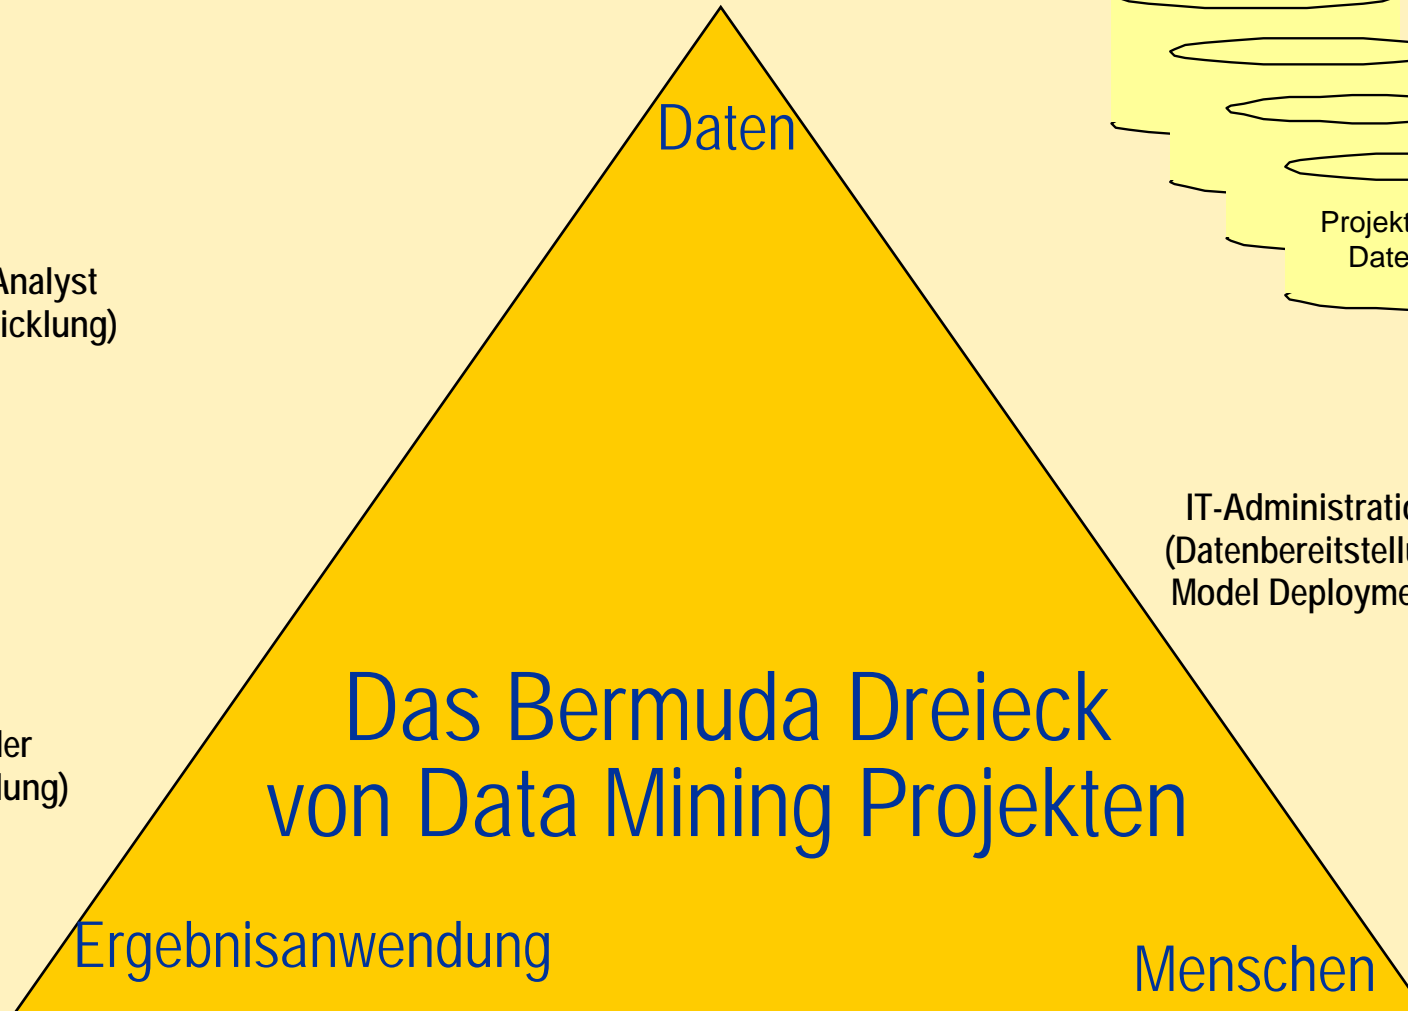 Daten
Projekt
Date
Analyst
icklung)
IT-Administratio
(Datenbereitstellu
Model Deployme
Das Bermuda Dreieck
von Data Mining Projekten
ler
lung)
Ergebnisanwendung
Menschen